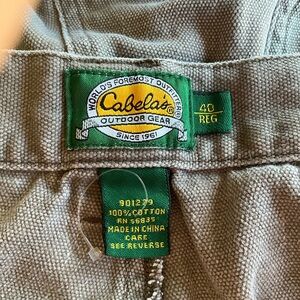 WORLD'S FOREMOST OUTFITTER
Cabela's®
OUTDOOR GEAR
SINCE 1961
40
REG
901279
100% COTTON
RN 56835
MADE IN CHINA
CARE
SEE REVERSE